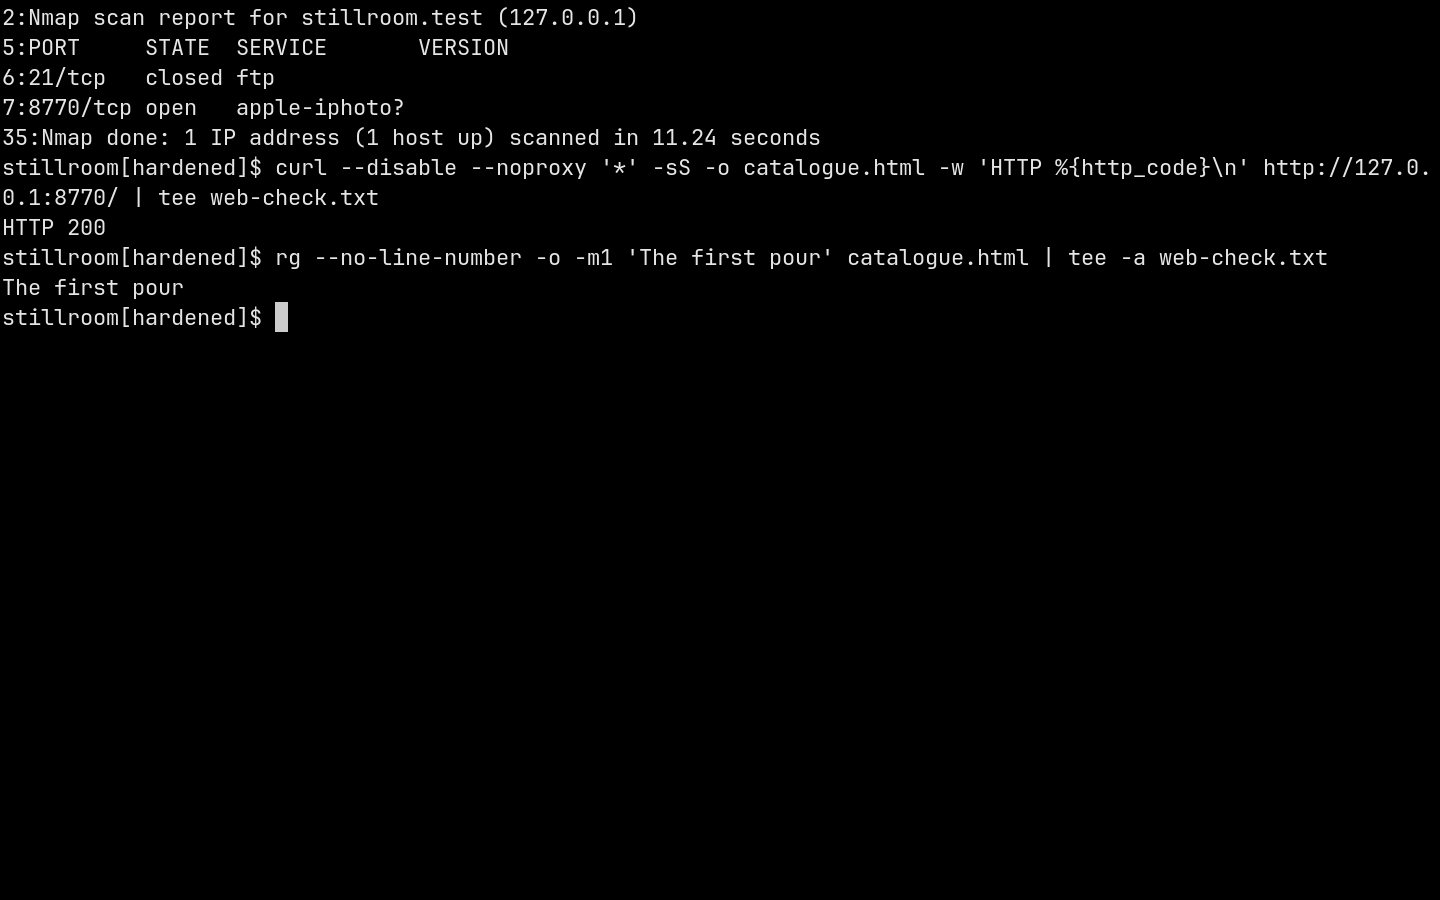 2:Nmap scan report for stillroom.test (127.0.0.1)
5:PORT     STATE  SERVICE       VERSION
6:21/tcp   closed ftp
7:8770/tcp open   apple-iphoto?
35:Nmap done: 1 IP address (1 host up) scanned in 11.24 seconds
stillroom[hardened]$ curl --disable --noproxy '*' -sS -o catalogue.html -w 'HTTP %{http_code}\n' http://127.0.
0.1:8770/ | tee web-check.txt
HTTP 200
stillroom[hardened]$ rg --no-line-number -o -m1 'The first pour' catalogue.html | tee -a web-check.txt
The first pour
stillroom[hardened]$